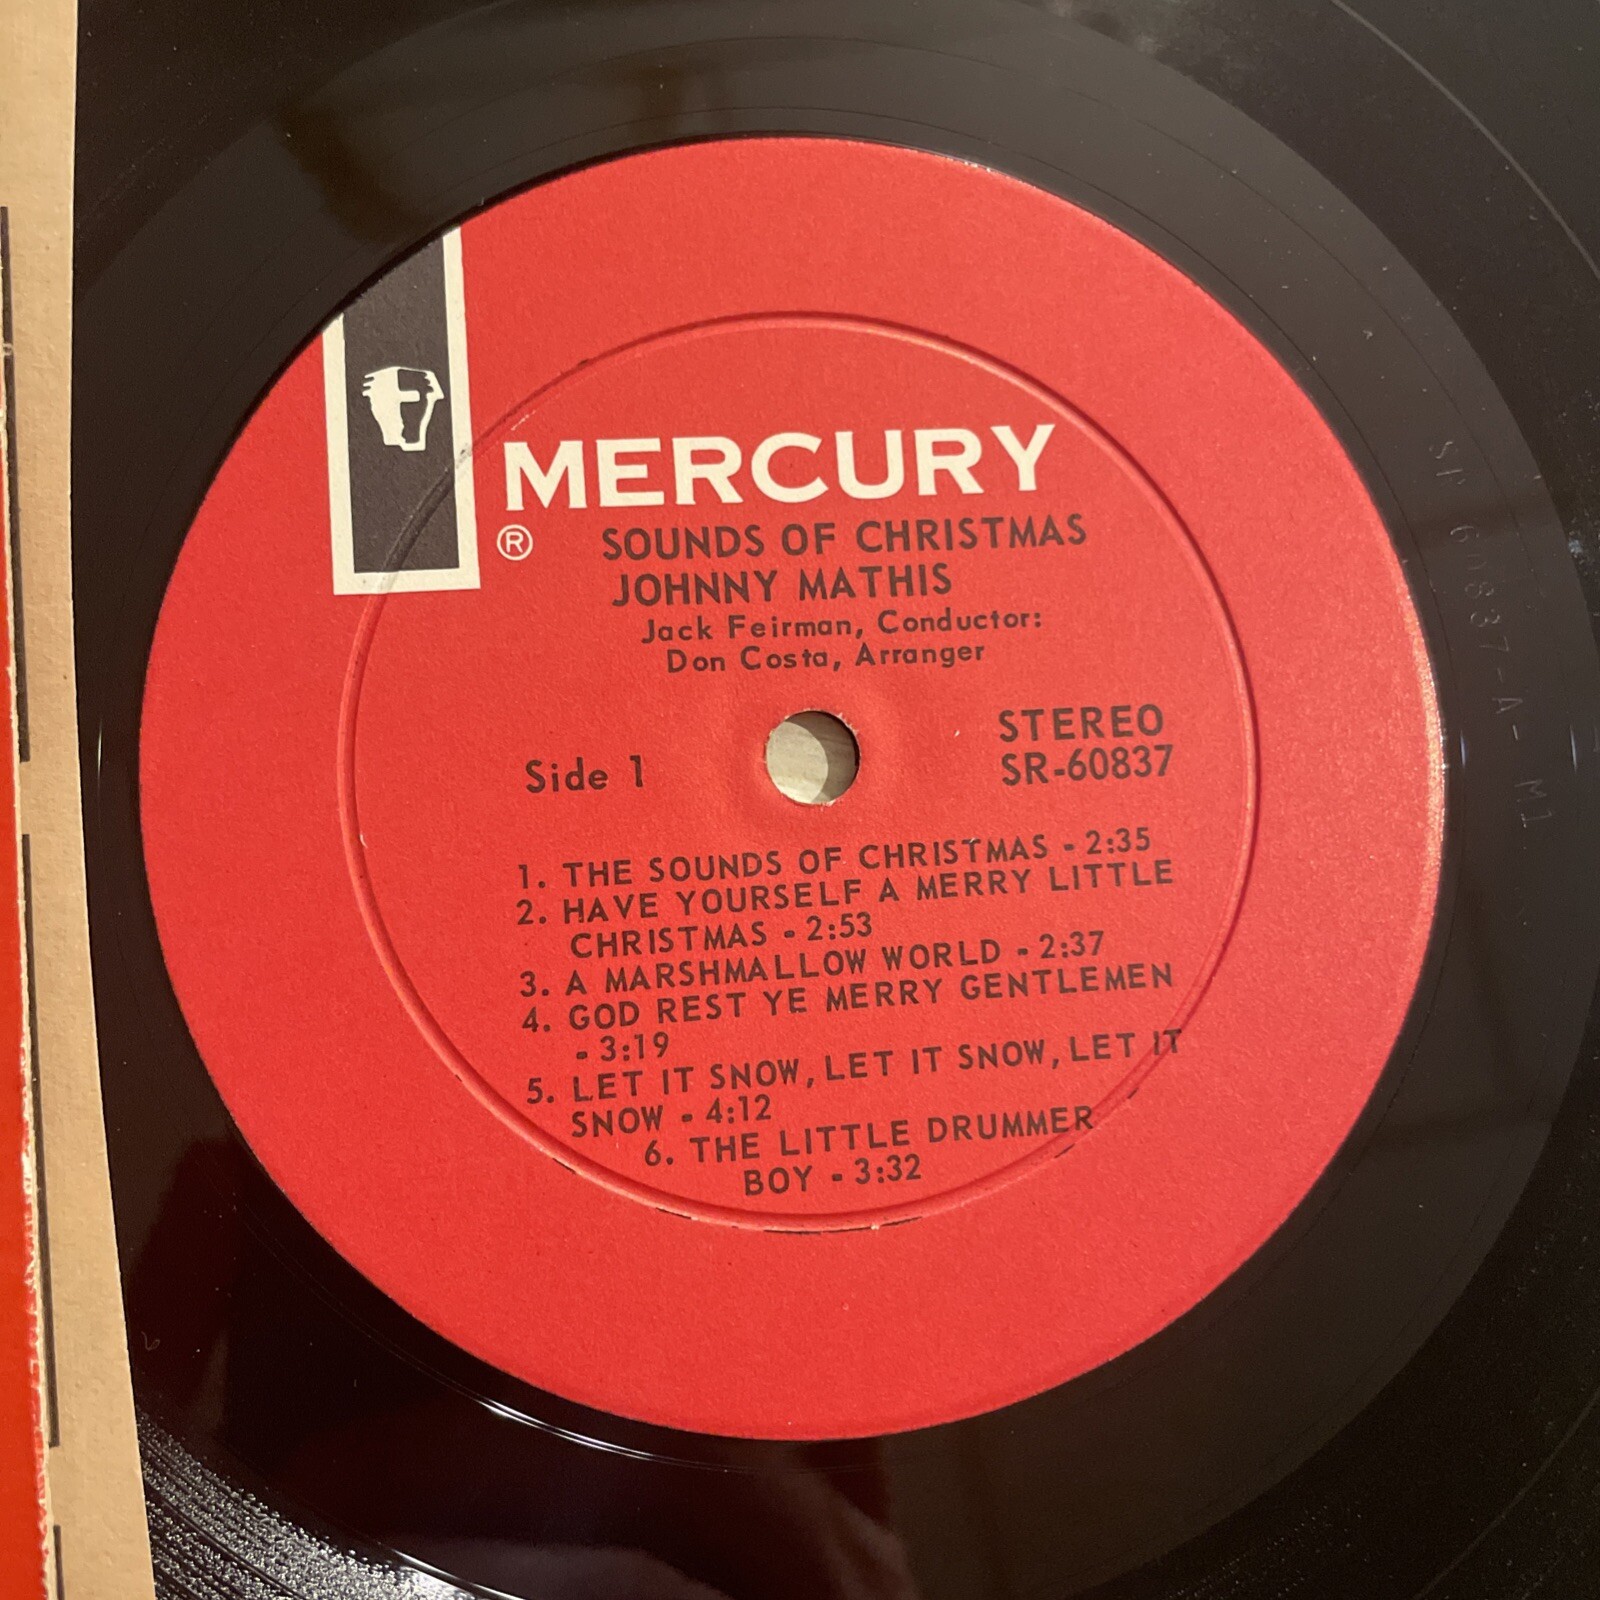 MERCURY
®
SOUNDS OF CHRISTMAS
JOHNNY MATHIS
Jack Feirman, Conductor:
Don Costa, Arranger
STEREO
Side 1
SR-60837
1. THE SOUNDS OF CHRISTMAS - 2:35
2. HAVE YOURSELF A MERRY LITTLE
CHRISTMAS - 2:53
3. A MARSHMALLOW WORLD - 2:37
4. GOD REST YE MERRY GENTLEMEN
- 3:19
5. LET IT SNOW, LET IT SNOW, LET IT
SNOW - 4:12
6. THE LITTLE DRUMMER
BOY - 3:32
60837-A- M1